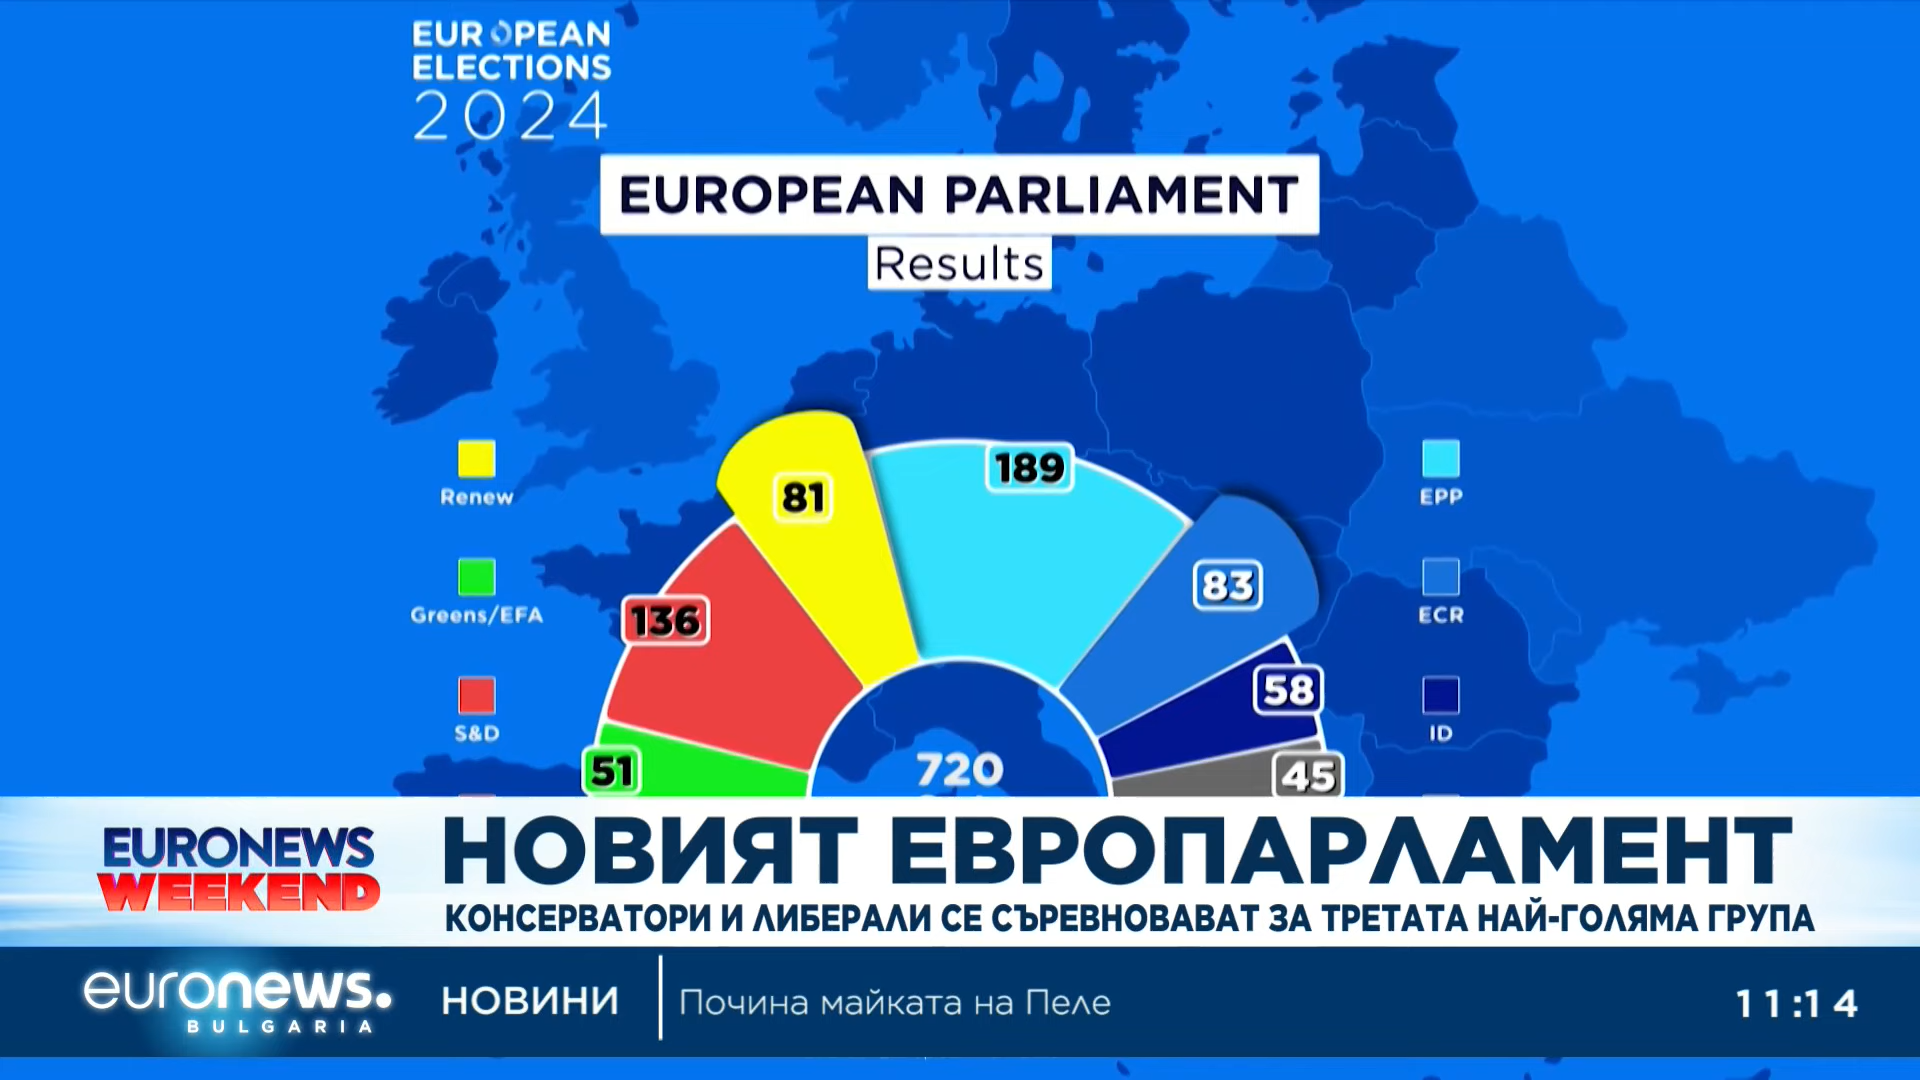 EUROPEAN
ELECTIONS
2024
EUROPEAN PARLIAMENT
Results
Renew
Greens/EFA
S&D
51
136
81
189
83
58
45
720
EPP
ECR
ID
EURONEWS
WEEKEND
НОВИЯТ ЕВРОПАРЛАМЕНТ
КОНСЕРВАТОРИ И ЛИБЕРАЛИ СЕ СЪРЕВНОВАВАТ ЗА ТРЕТАТА НАЙ-ГОЛЯМА ГРУПА
euronews.
BULGARIA
НОВИНИ
Почина майката на Пеле
11:14